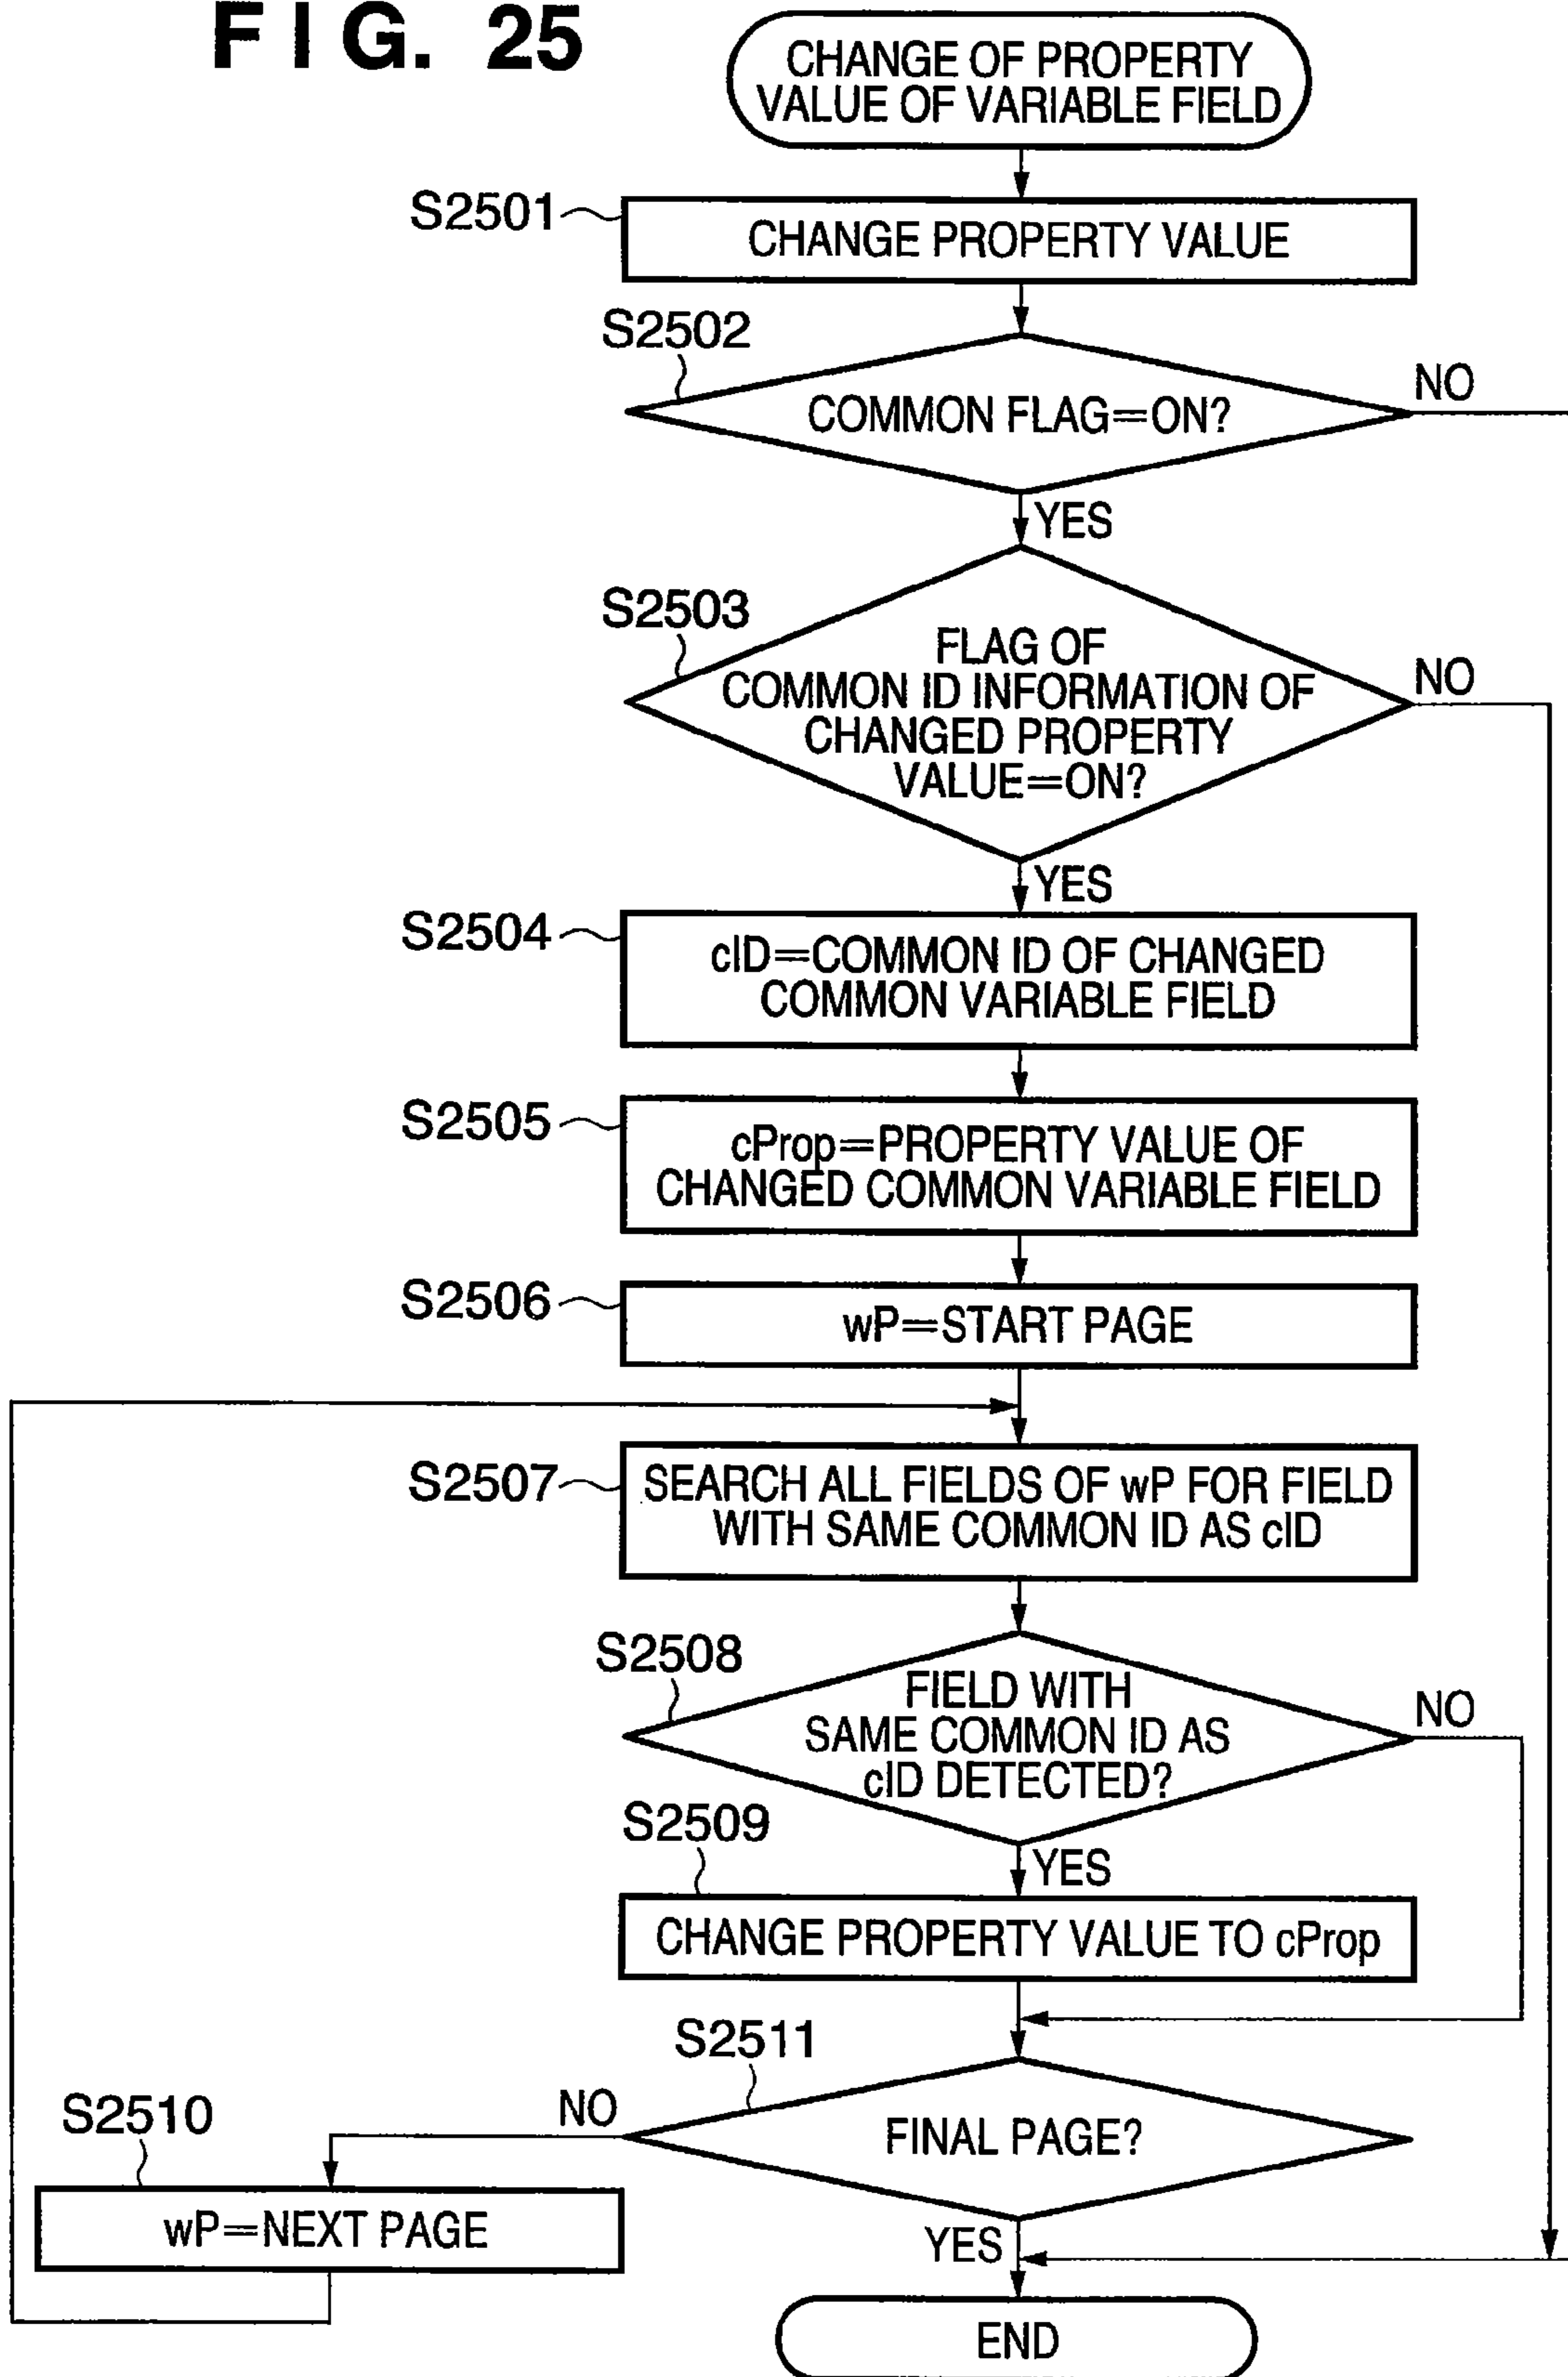 FIG. 25
CHANGE OF PROPERTY
VALUE OF VARIABLE FIELD
S2501
CHANGE PROPERTY VALUE
S2502
COMMON FLAG=ON?
NO
YES
S2503
FLAG OF
COMMON ID INFORMATION OF
CHANGED PROPERTY
VALUE=ON?
NO
YES
S2504
cID=COMMON ID OF CHANGED
COMMON VARIABLE FIELD
S2505
cProp=PROPERTY VALUE OF
CHANGED COMMON VARIABLE FIELD
S2506
wP=START PAGE
S2507
SEARCH ALL FIELDS OF wP FOR FIELD
WITH SAME COMMON ID AS cID
S2508
FIELD WITH
SAME COMMON ID AS
cID DETECTED?
NO
S2509
YES
CHANGE PROPERTY VALUE TO cProp
S2511
FINAL PAGE?
NO
S2510
wP=NEXT PAGE
YES
END